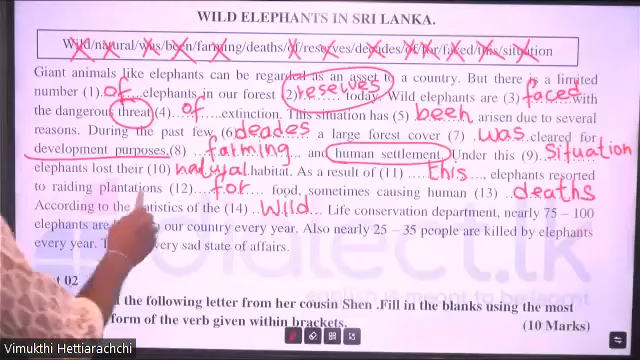 WILD ELEPHANTS IN SRI LANKA.
Wild/natural/was/been/farming/deaths/of/reserves/decades/of/for/faced/this/situation
Giant animals like elephants can be regarded as an asset to a country. But there is a limited
number (1).of elephants in our forest (2) reserves today. Wild elephants are (3) faced with
the dangerous threat (4) of extinction. This situation has (5) been arisen due to several
reasons. During the past few (6) deades a large forest cover (7) was cleared for
development purposes, (8) farming and human settlement. Under this (9) situation
elephants lost their (10) natural habitat. As a result of (11) this, elephants resorted
to raiding plantations (12) for food, sometimes causing human (13) deaths
According to the statistics of the (14) Wild Life conservation department, nearly 75 – 100
elephants are in our country every year. Also nearly 25 – 35 people are killed by elephants
every year. very sad state of affairs.
02
the following letter from her cousin Shen .Fill in the blanks using the most
form of the verb given within brackets. (10 Marks)
Vimukthi Hettiarachchi